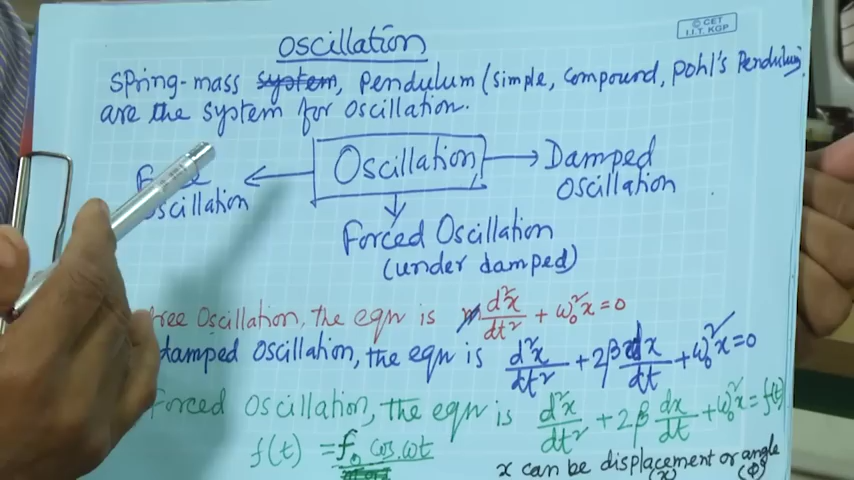 © CET
I.I.T. KGP
Oscillation
Spring-mass system, Pendulum (simple, compound, Pohl's Pendulum,
are the system for oscillation.
Oscillation
Damped
Oscillation
oscillation
Forced Oscillation
(under damped)
ree Oscillation, the eqn is d²x/dt² + ω₀²x = 0
damped oscillation, the eqn is d²x/dt² + 2β dx/dt + ω₀²x = 0
Forced Oscillation, the eqn is d²x/dt² + 2β dx/dt + ω₀²x = f(t)
f(t) = f₀ cos ωt
x can be displacement or angle
(x) (Φ)